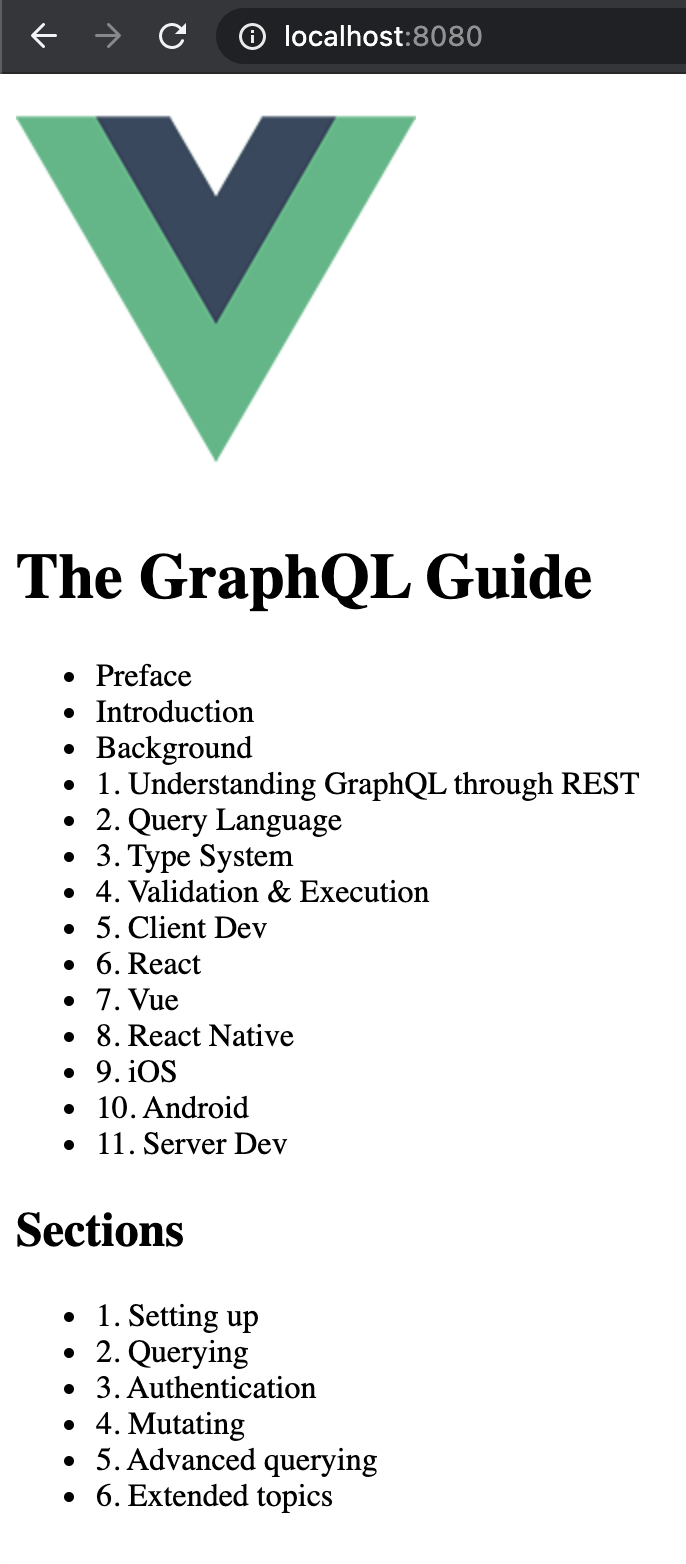 localhost:8080
The GraphQL Guide
• Preface
• Introduction
• Background
• 1. Understanding GraphQL through REST
• 2. Query Language
• 3. Type System
• 4. Validation & Execution
• 5. Client Dev
• 6. React
• 7. Vue
• 8. React Native
• 9. iOS
• 10. Android
• 11. Server Dev
Sections
• 1. Setting up
• 2. Querying
• 3. Authentication
• 4. Mutating
• 5. Advanced querying
• 6. Extended topics